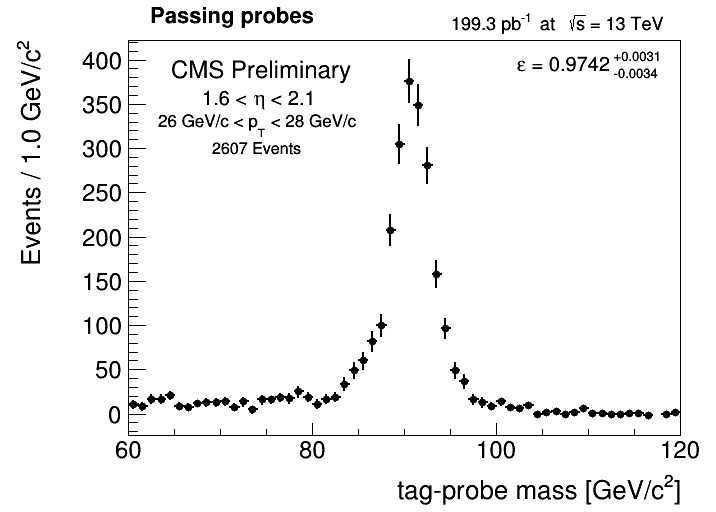 Passing probes
199.3 pb⁻¹ at √s = 13 TeV
CMS Preliminary
1.6 < η < 2.1
26 GeV/c < p_T < 28 GeV/c
2607 Events
ε = 0.9742 +0.0031 -0.0034
Events / 1.0 GeV/c²
400
350
300
250
200
150
100
50
0
60 80 100 120
tag-probe mass [GeV/c²]